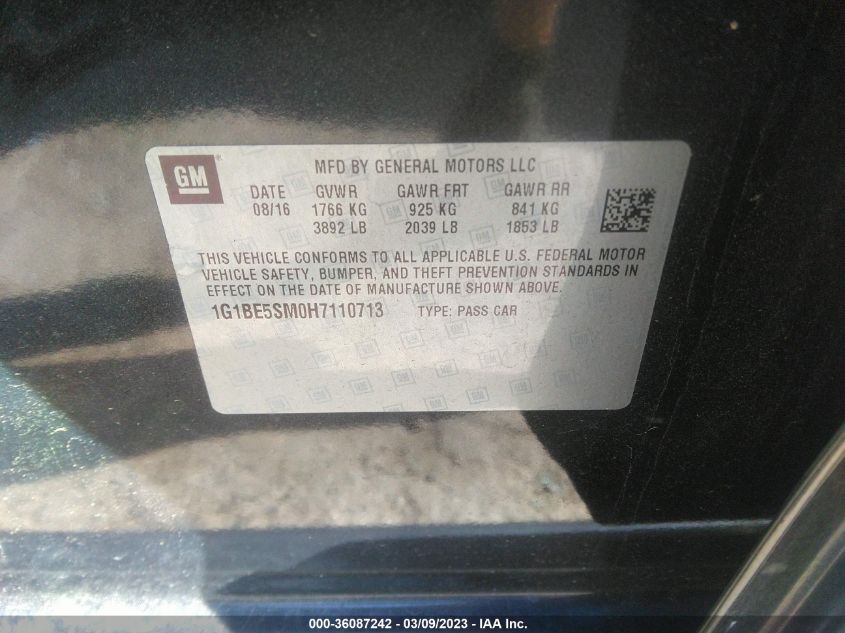 GM ®
MFD BY GENERAL MOTORS LLC
DATE GVWR GAWR FRT GAWR RR
08/16 1766 KG 925 KG 841 KG
3892 LB 2039 LB 1853 LB
THIS VEHICLE CONFORMS TO ALL APPLICABLE U.S. FEDERAL MOTOR
VEHICLE SAFETY, BUMPER, AND THEFT PREVENTION STANDARDS IN
EFFECT ON THE DATE OF MANUFACTURE SHOWN ABOVE.
1G1BE5SM0H7110713 TYPE: PASS CAR
000-36087242 - 03/09/2023 - IAA Inc.